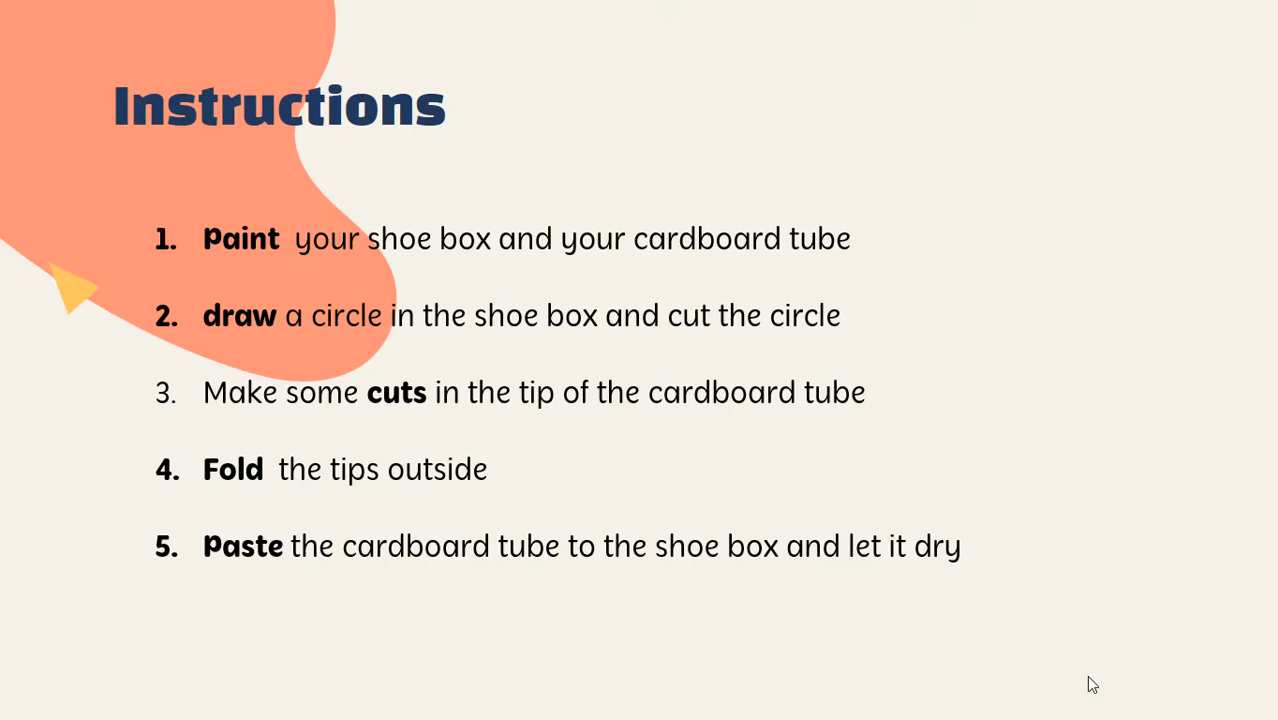 Instructions
1. Paint your shoe box and your cardboard tube
2. draw a circle in the shoe box and cut the circle
3. Make some cuts in the tip of the cardboard tube
4. Fold the tips outside
5. Paste the cardboard tube to the shoe box and let it dry